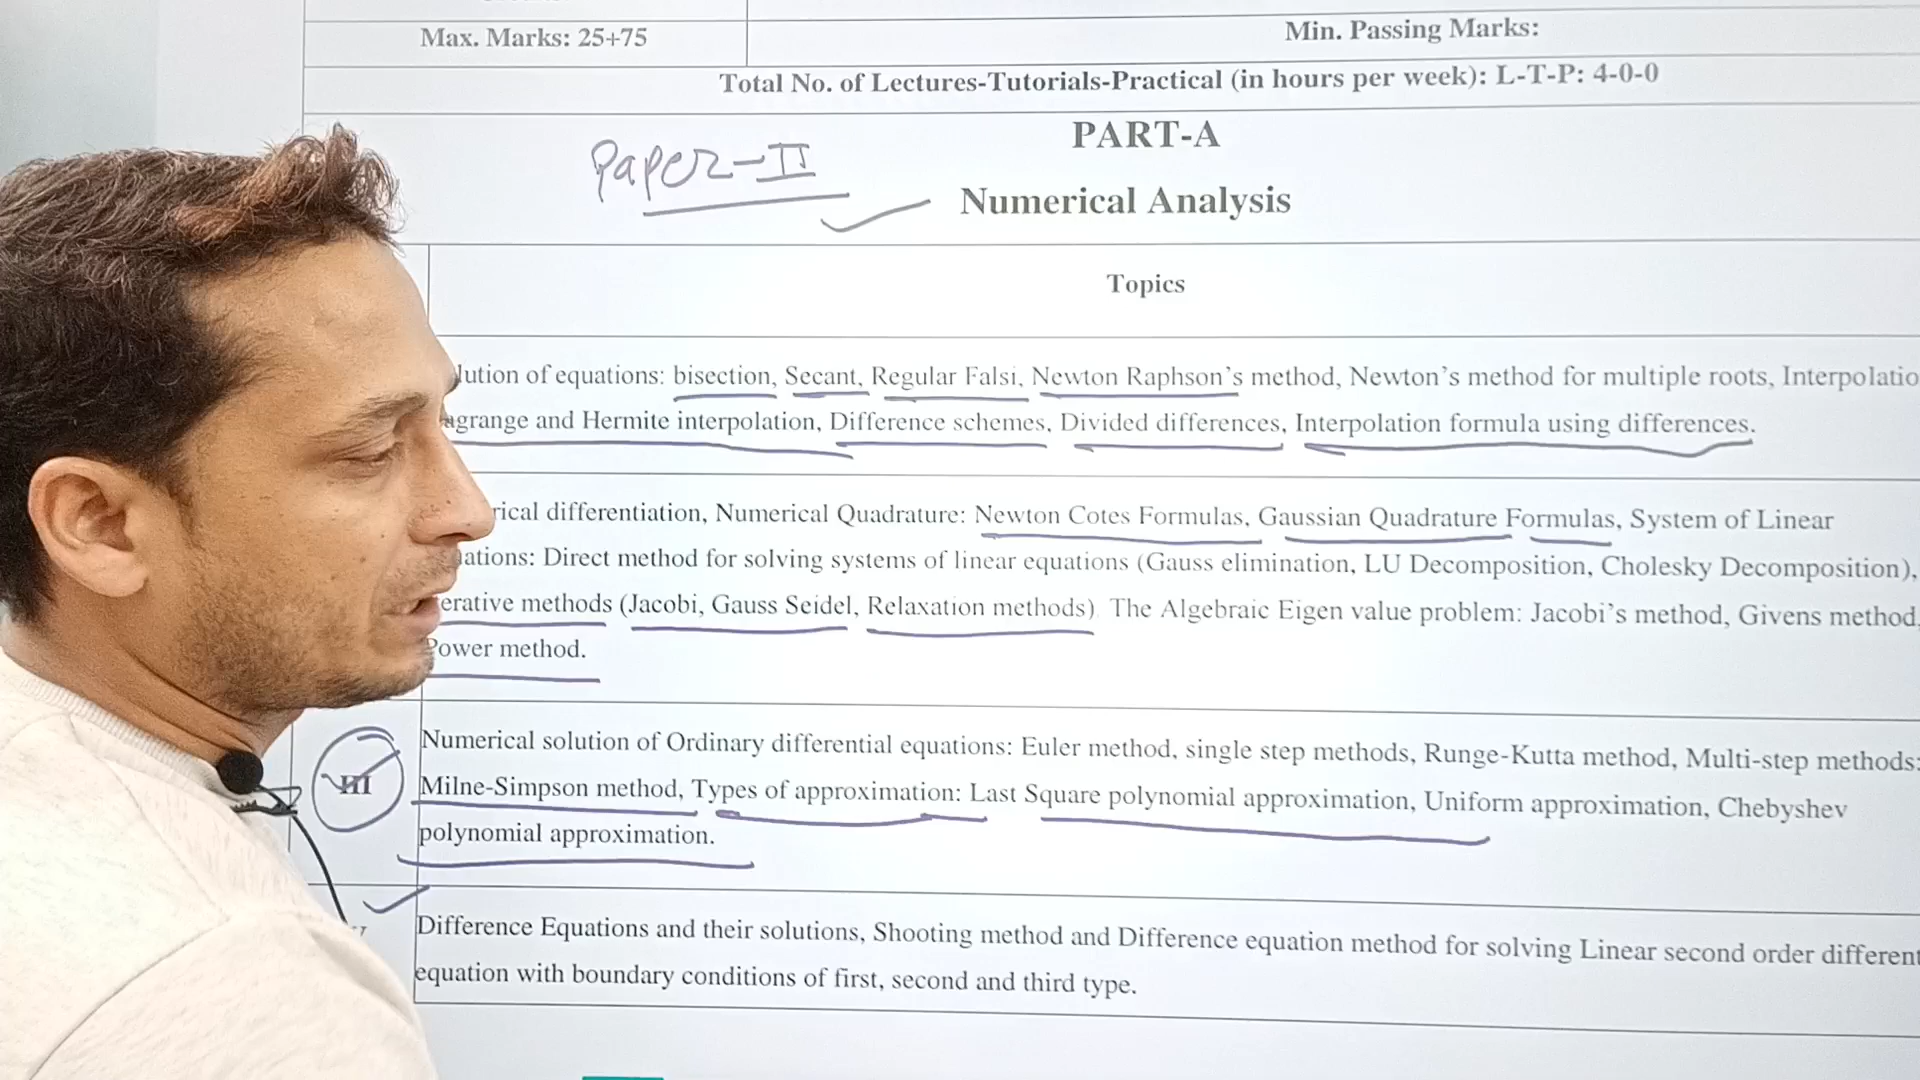 Max. Marks: 25+75
Min. Passing Marks:
Total No. of Lectures-Tutorials-Practical (in hours per week): L-T-P: 4-0-0
PART-A
Paper-II
Numerical Analysis
Topics
lution of equations: bisection, Secant, Regular Falsi, Newton Raphson's method, Newton's method for multiple roots, Interpolatio
agrange and Hermite interpolation, Difference schemes, Divided differences, Interpolation formula using differences.
rical differentiation, Numerical Quadrature: Newton Cotes Formulas, Gaussian Quadrature Formulas, System of Linear
ations: Direct method for solving systems of linear equations (Gauss elimination, LU Decomposition, Cholesky Decomposition),
erative methods (Jacobi, Gauss Seidel, Relaxation methods) The Algebraic Eigen value problem: Jacobi's method, Givens method,
Power method.
III
Numerical solution of Ordinary differential equations: Euler method, single step methods, Runge-Kutta method, Multi-step methods:
Milne-Simpson method, Types of approximation: Last Square polynomial approximation, Uniform approximation, Chebyshev
polynomial approximation.
Difference Equations and their solutions, Shooting method and Difference equation method for solving Linear second order different
equation with boundary conditions of first, second and third type.